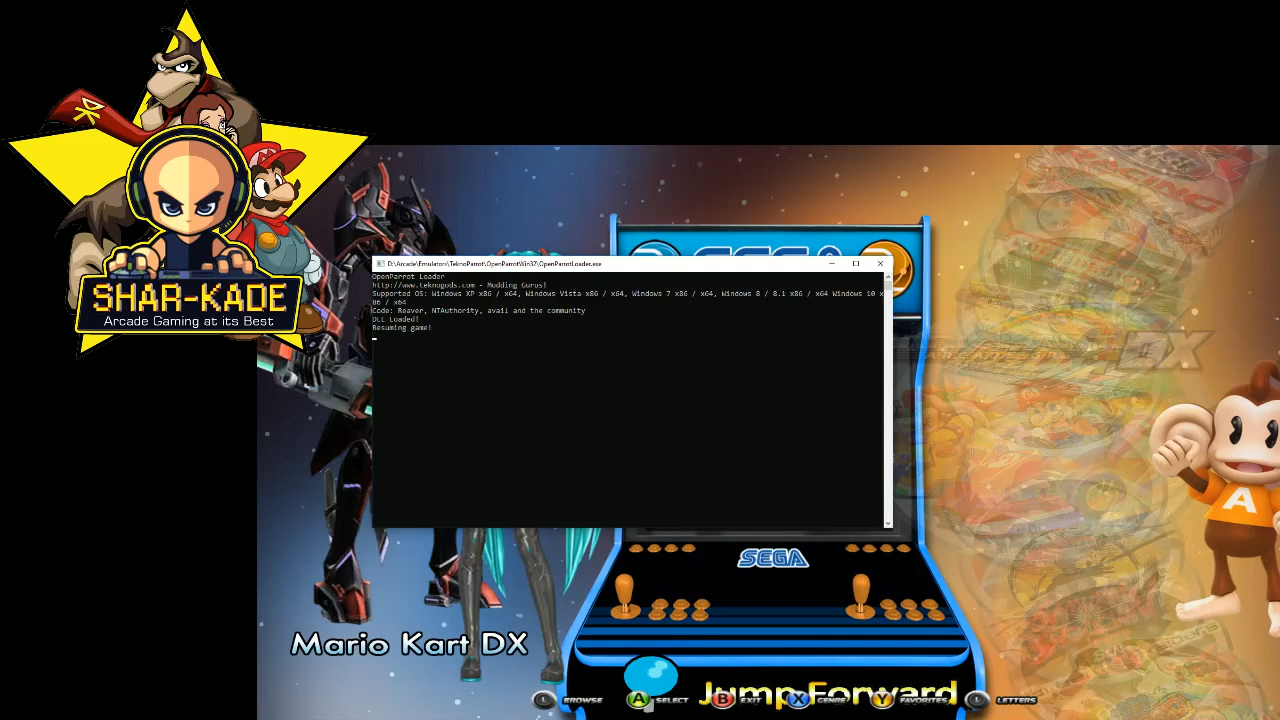 SHAR-KADE
Arcade Gaming at its Best
D:\Arcade\Emulators\TeknoParrot\OpenParrotWin32\OpenParrotLoader.exe
OpenParrot Loader
http://www.teknogods.com - Modding Gurus!
Supported OS: Windows XP x86 / x64, Windows Vista x86 / x64, Windows 7 x86 / x64, Windows 8 / 8.1 x86 / x64 Windows 10 x
86 / x64
Code: Reaver, NTAuthority, avail and the community
DLL Loaded!
Resuming game!
DX
A
SEGA
Mario Kart DX
Jump Forward
L BROWSE A SELECT B EXIT X GENRE Y FAVORITES L LETTERS